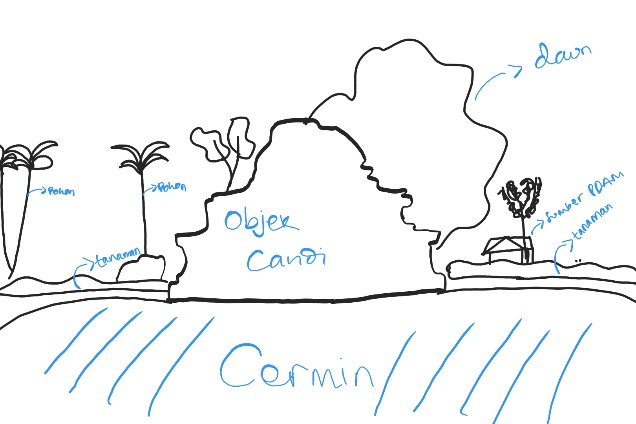 daun
pohon
pohon
Sumber PDAM
tanaman
Objek
Candi
tanaman
Cermin